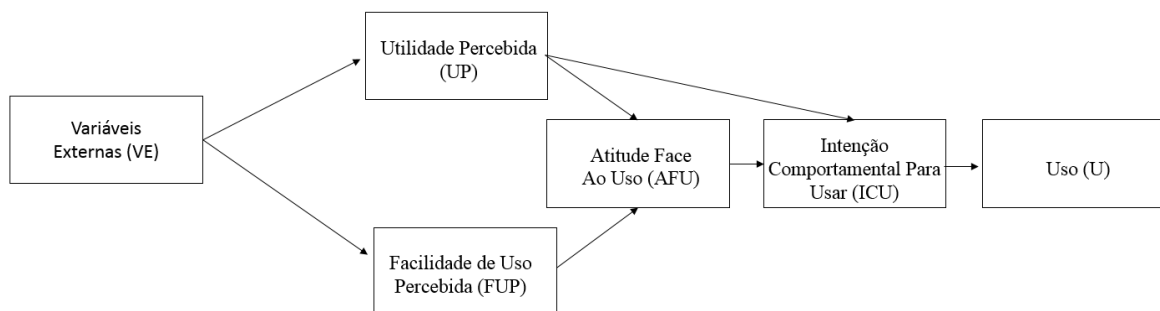 Utilidade Percebida
(UP)
Variáveis
Externas (VE)
Atitude Face
Ao Uso (AFU)
Intenção
Comportamental Para
Usar (ICU)
Uso (U)
Facilidade de Uso
Percebida (FUP)